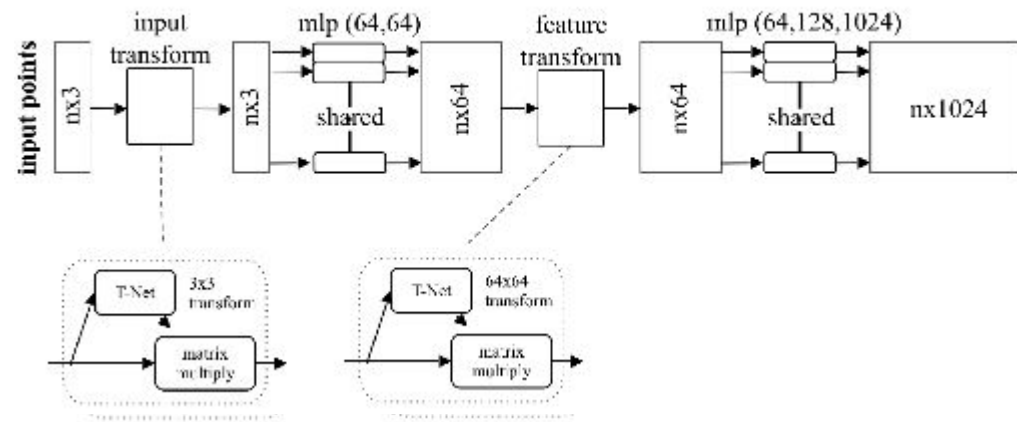 input
transform
mlp (64,64)
feature
transform
mlp (64,128,1024)
input points
nx3
nx3
shared
nx64
nx64
shared
nx1024
T-Net
3x3
transform
matrix
multiply
T-Net
64x64
transform
matrix
multiply